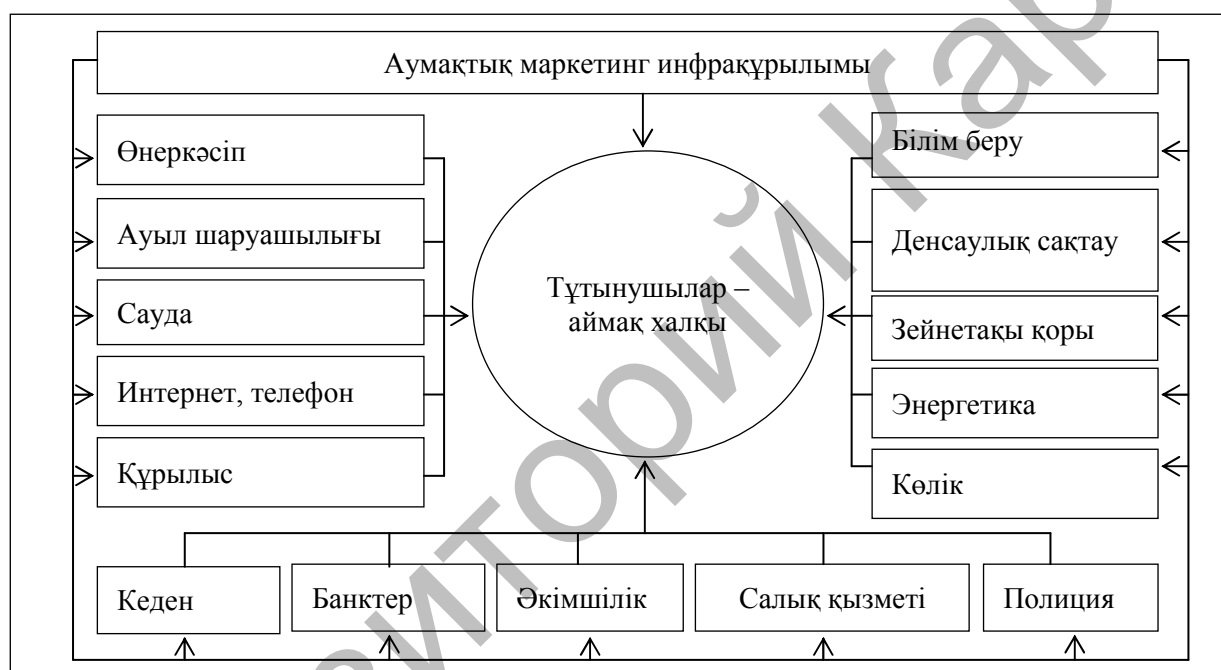 Аумақтық маркетинг инфрақұрылымы
Өнеркәсіп
Ауыл шаруашылығы
Сауда
Интернет, телефон
Құрылыс
Тұтынушылар –
аймақ халқы
Білім беру
Денсаулық сақтау
Зейнетақы қоры
Энергетика
Көлік
Кеден
Банктер
Әкімшілік
Салық қызметі
Полиция